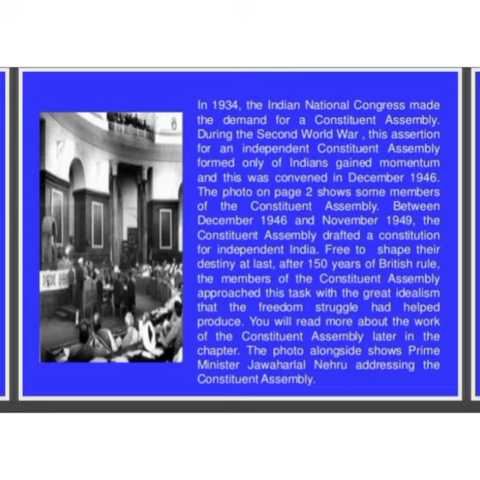 In 1934, the Indian National Congress made
the demand for a Constituent Assembly.
During the Second World War , this assertion
for an independent Constituent Assembly
formed only of Indians gained momentum
and this was convened in December 1946.
The photo on page 2 shows some members
of the Constituent Assembly. Between
December 1946 and November 1949, the
Constituent Assembly drafted a constitution
for independent India. Free to shape their
destiny at last, after 150 years of British rule,
the members of the Constituent Assembly
approached this task with the great idealism
that the freedom struggle had helped
produce. You will read more about the work
of the Constituent Assembly later in the
chapter. The photo alongside shows Prime
Minister Jawaharlal Nehru addressing the
Constituent Assembly.